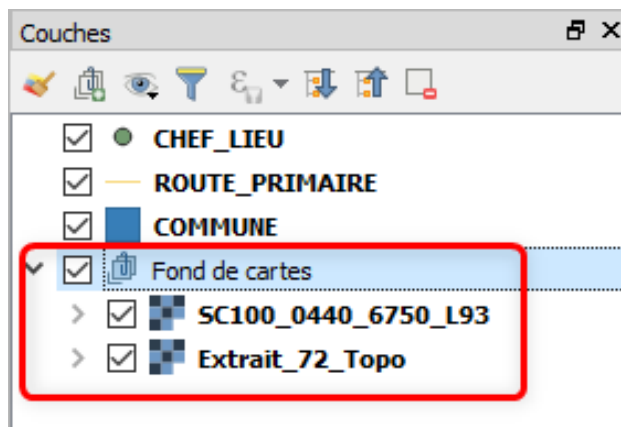 Couches
CHEF_LIEU
ROUTE_PRIMAIRE
COMMUNE
Fond de cartes
SC100_0440_6750_L93
Extrait_72_Topo